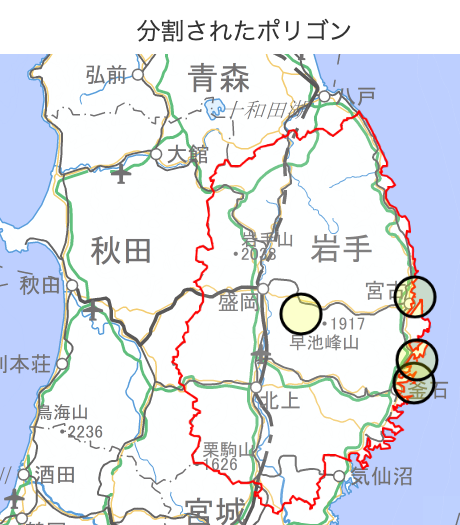 分割されたポリゴン
弘前
青森
八戸
十和田湖
大館
岩手山
・2038
秋田
岩手
秋田
盛岡
宮古
・1917
早池峰山
利本荘
釜石
鳥海山
・2236
北上
栗駒山
1626
酒田
気仙沼
宮城